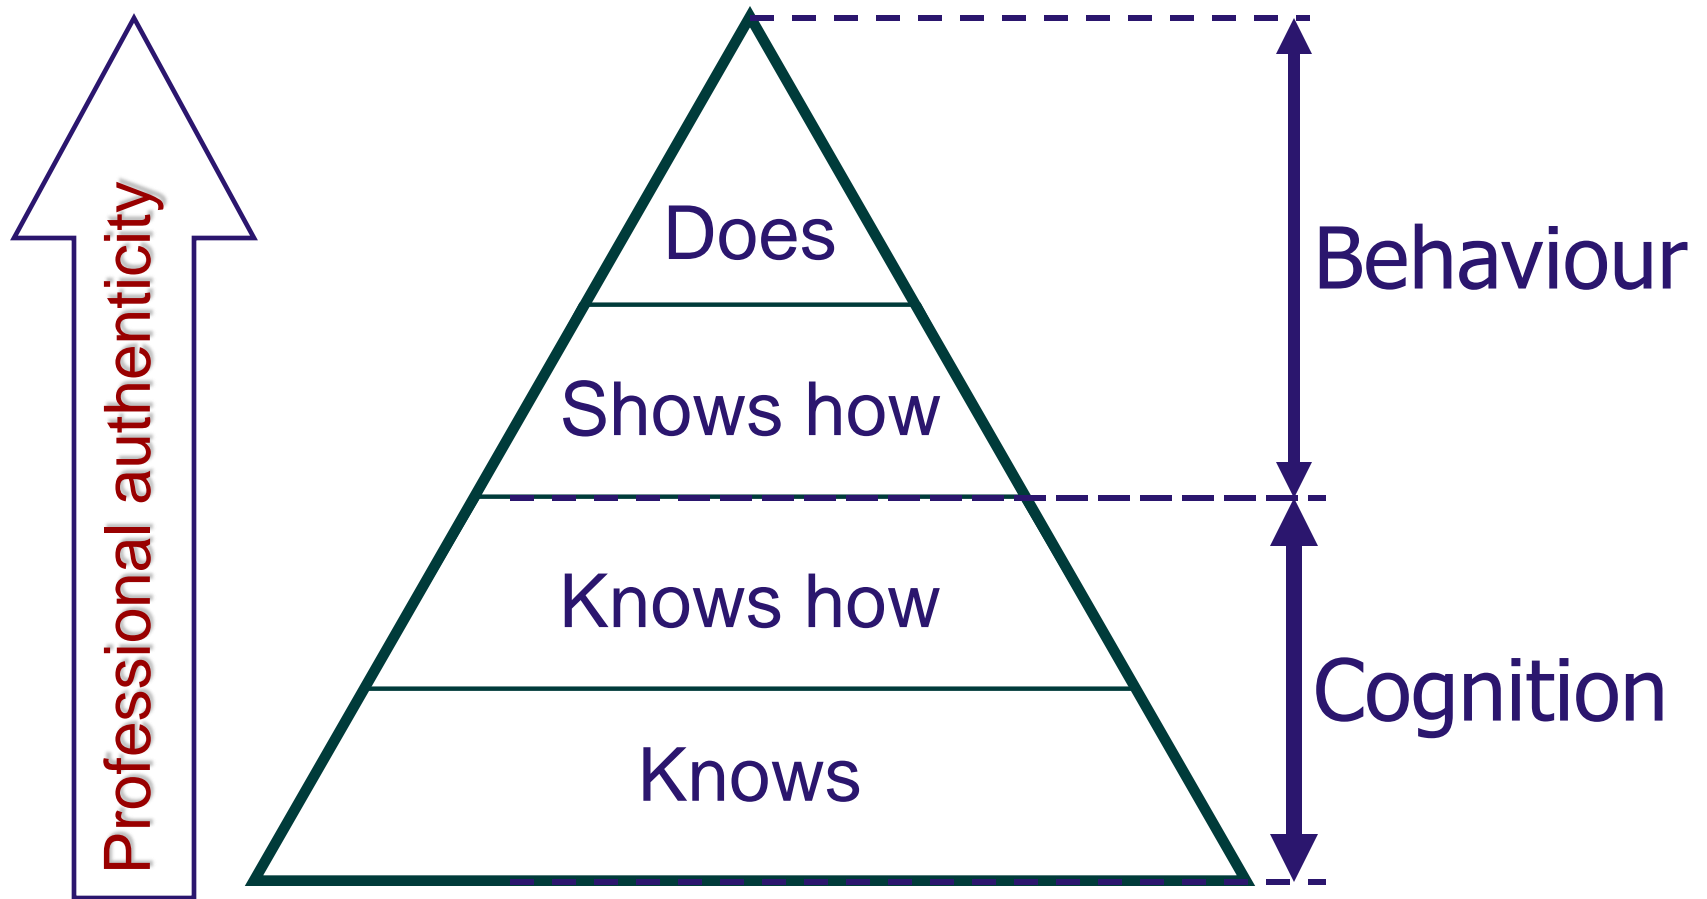 Professional authenticity
Does
Shows how
Knows how
Knows
Behaviour
Cognition